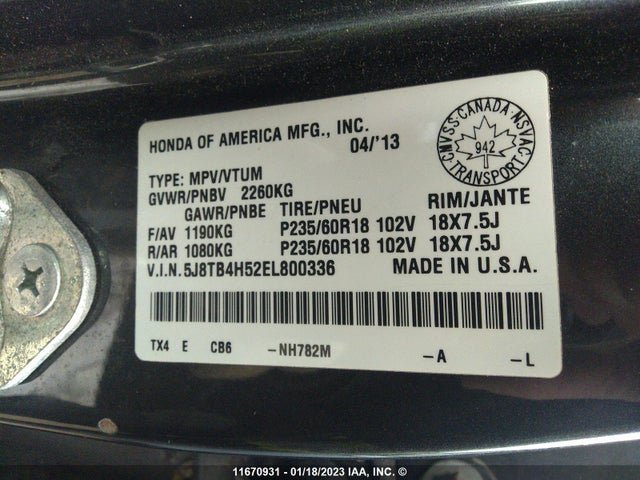 HONDA OF AMERICA MFG., INC.
04/'13
CMVSS·CANADA·NSVAC
942
TRANSPORT
TYPE: MPV/VTUM
GVWR/PNBV 2260KG
GAWR/PNBE TIRE/PNEU RIM/JANTE
F/AV 1190KG P235/60R18 102V 18X7.5J
R/AR 1080KG P235/60R18 102V 18X7.5J
V.I.N.5J8TB4H52EL800336 MADE IN U.S.A.
TX4 E CB6 -NH782M -A -L
11670931 - 01/18/2023 IAA, INC. ©